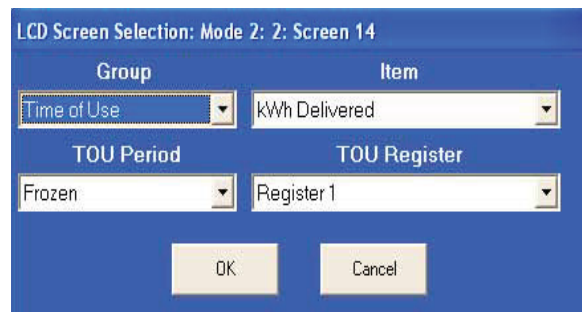 LCD Screen Selection: Mode 2: 2: Screen 14
Group Item
Time of Use kWh Delivered
TOU Period TOU Register
Frozen Register 1
OK Cancel